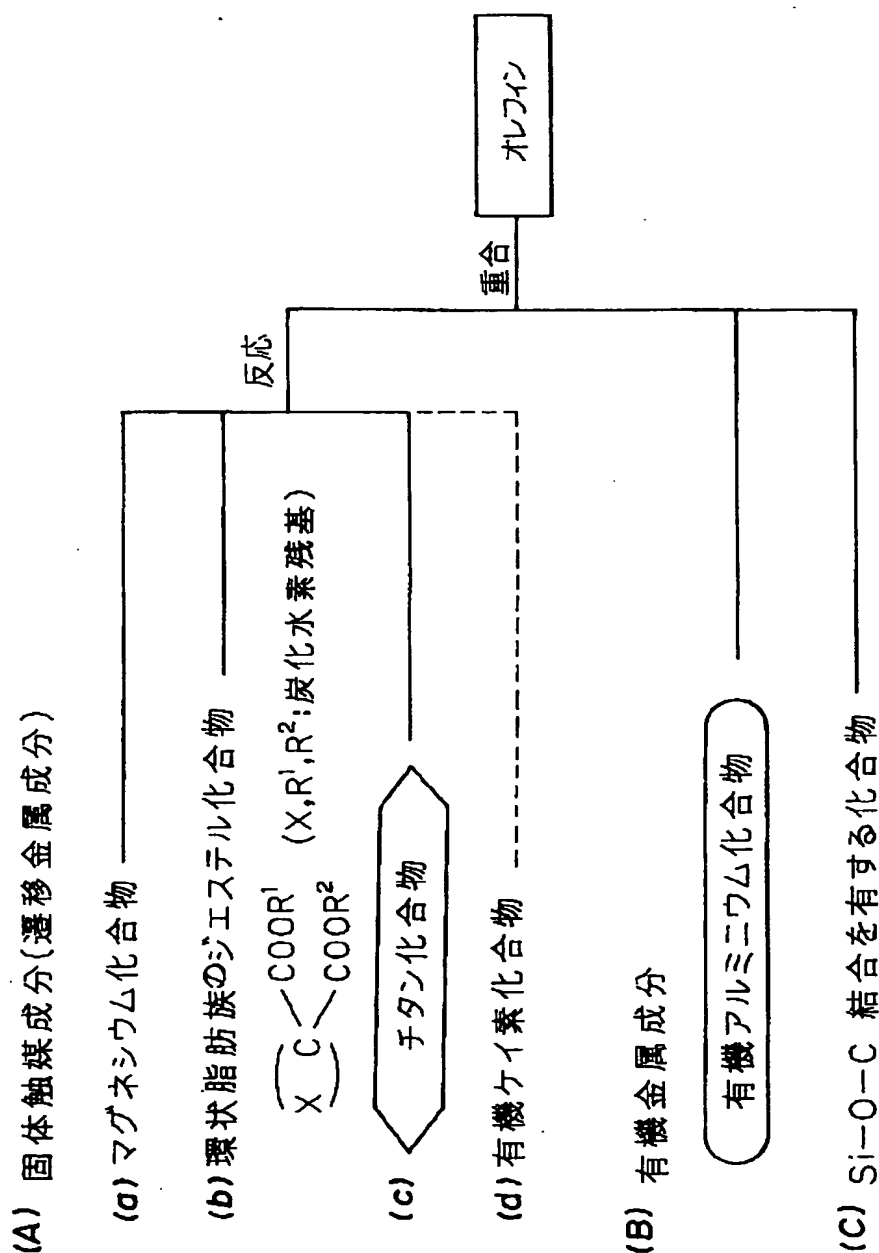 (A) 固体触媒成分(遷移金属成分)
(a) マグネシウム化合物
(b) 環状脂肪族のジエステル化合物
X C COOR¹
COOR²
(X,R¹,R²;炭化水素残基)
(c) チタン化合物
(d) 有機ケイ素化合物
反応
重合
オレフィン
(B) 有機金属成分
有機アルミニウム化合物
(C) Si-O-C 結合を有する化合物